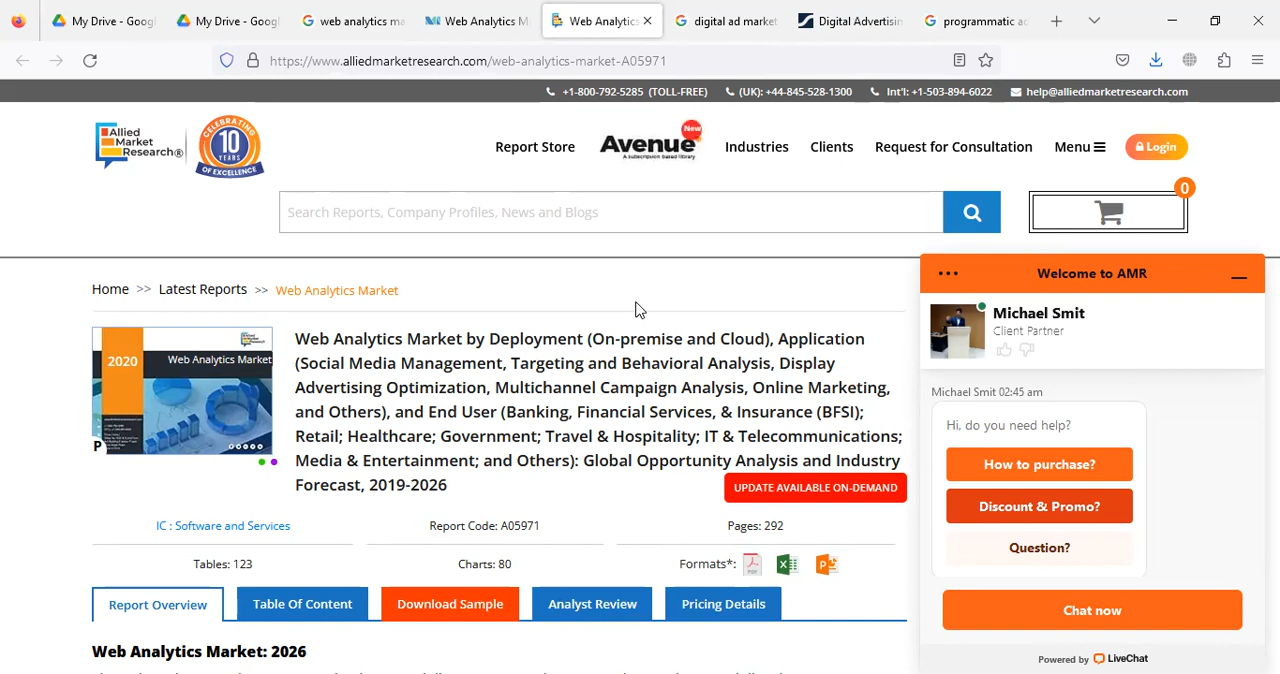 My Drive - Googl
My Drive - Googl
web analytics ma
Web Analytics M
Web Analytics
digital ad market
Digital Advertisin
programmatic ad
https://www.alliedmarketresearch.com/web-analytics-market-A05971
+1-800-792-5285 (TOLL-FREE)
(UK): +44-845-528-1300
Int'l: +1-503-894-6022
help@alliedmarketresearch.com
Allied
Market
Research®
CELEBRATING
10
YEARS
OF EXCELLENCE
Report Store
Avenue
New
A subscription based library
Industries
Clients
Request for Consultation
Menu
Login
Search Reports, Company Profiles, News and Blogs
0
Home >> Latest Reports >> Web Analytics Market
2020
Web Analytics Market
P
Web Analytics Market by Deployment (On-premise and Cloud), Application
(Social Media Management, Targeting and Behavioral Analysis, Display
Advertising Optimization, Multichannel Campaign Analysis, Online Marketing,
and Others), and End User (Banking, Financial Services, & Insurance (BFSI);
Retail; Healthcare; Government; Travel & Hospitality; IT & Telecommunications;
Media & Entertainment; and Others): Global Opportunity Analysis and Industry
Forecast, 2019-2026
UPDATE AVAILABLE ON-DEMAND
IC : Software and Services
Report Code: A05971
Pages: 292
Tables: 123
Charts: 80
Formats*:
Report Overview
Table Of Content
Download Sample
Analyst Review
Pricing Details
Web Analytics Market: 2026
Welcome to AMR
Michael Smit
Client Partner
Michael Smit 02:45 am
Hi, do you need help?
How to purchase?
Discount & Promo?
Question?
Chat now
Powered by LiveChat